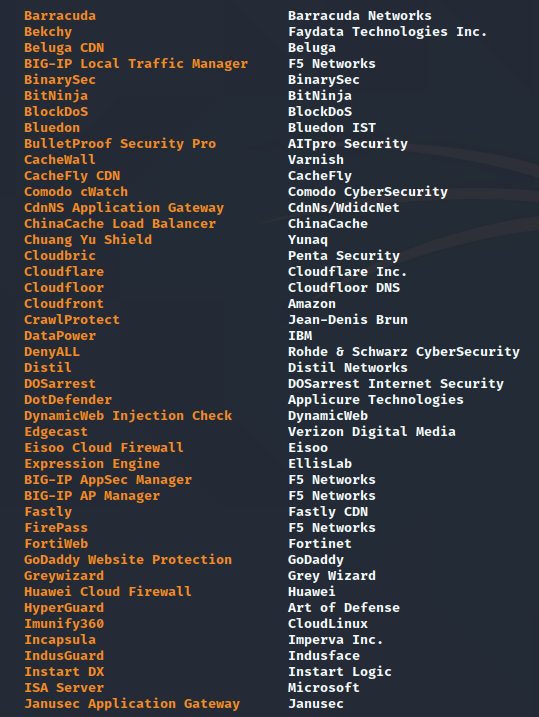 Barracuda Barracuda Networks
Bekchy Faydata Technologies Inc.
Beluga CDN Beluga
BIG-IP Local Traffic Manager F5 Networks
BinarySec BinarySec
BitNinja BitNinja
BlockDoS BlockDoS
Bluedon Bluedon IST
BulletProof Security Pro AITpro Security
CacheWall Varnish
CacheFly CDN CacheFly
Comodo cWatch Comodo CyberSecurity
CdnNS Application Gateway CdnNs/WdidcNet
ChinaCache Load Balancer ChinaCache
Chuang Yu Shield Yunaq
Cloudbric Penta Security
Cloudflare Cloudflare Inc.
Cloudfloor Cloudfloor DNS
Cloudfront Amazon
CrawlProtect Jean-Denis Brun
DataPower IBM
DenyALL Rohde & Schwarz CyberSecurity
Distil Distil Networks
DOSarrest DOSarrest Internet Security
DotDefender Applicure Technologies
DynamicWeb Injection Check DynamicWeb
Edgecast Verizon Digital Media
Eisoo Cloud Firewall Eisoo
Expression Engine EllisLab
BIG-IP AppSec Manager F5 Networks
BIG-IP AP Manager F5 Networks
Fastly Fastly CDN
FirePass F5 Networks
FortiWeb Fortinet
GoDaddy Website Protection GoDaddy
Greywizard Grey Wizard
Huawei Cloud Firewall Huawei
HyperGuard Art of Defense
Imunify360 CloudLinux
Incapsula Imperva Inc.
IndusGuard Indusface
Instart DX Instart Logic
ISA Server Microsoft
Janusec Application Gateway Janusec